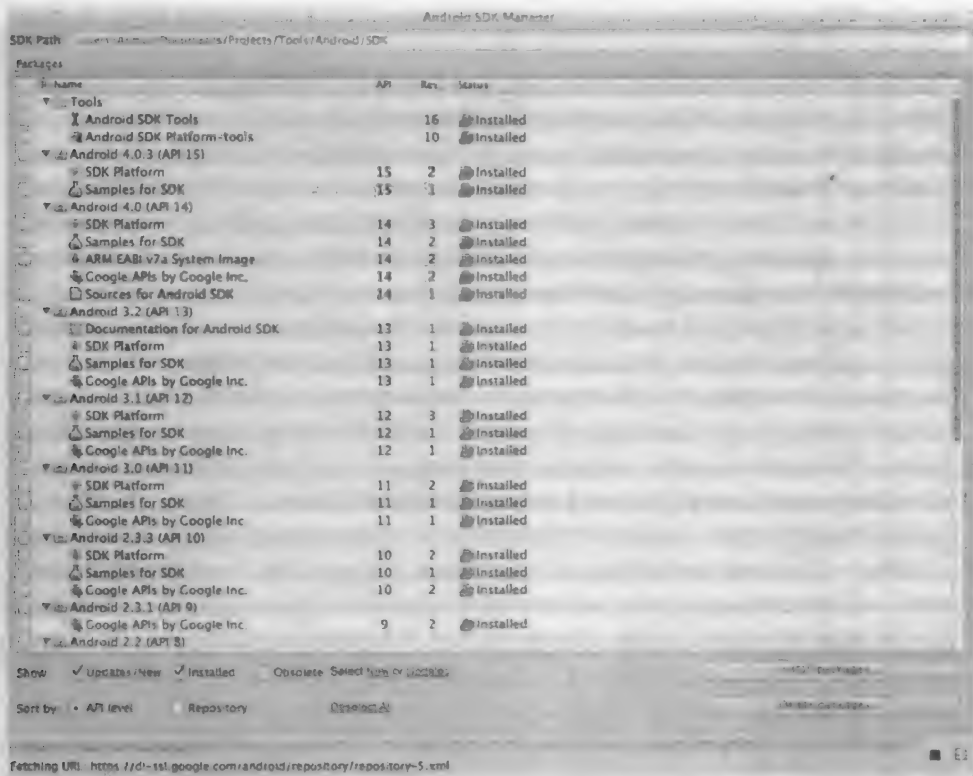 Android SDK Manager
SDK Path /Projects/Tools/Android/SDK
Packages
Name API Rev. Status
Tools
Android SDK Tools 16 Installed
Android SDK Platform-tools 10 Installed
Android 4.0.3 (API 15)
SDK Platform 15 2 Installed
Samples for SDK 15 1 Installed
Android 4.0 (API 14)
SDK Platform 14 3 Installed
Samples for SDK 14 2 Installed
ARM EABI v7a System Image 14 2 Installed
Google APIs by Google Inc. 14 2 Installed
Sources for Android SDK 14 1 Installed
Android 3.2 (API 13)
Documentation for Android SDK 13 1 Installed
SDK Platform 13 1 Installed
Samples for SDK 13 1 Installed
Google APIs by Google Inc. 13 1 Installed
Android 3.1 (API 12)
SDK Platform 12 3 Installed
Samples for SDK 12 1 Installed
Google APIs by Google Inc. 12 1 Installed
Android 3.0 (API 11)
SDK Platform 11 2 Installed
Samples for SDK 11 1 Installed
Google APIs by Google Inc. 11 1 Installed
Android 2.3.3 (API 10)
SDK Platform 10 2 Installed
Samples for SDK 10 1 Installed
Google APIs by Google Inc. 10 2 Installed
Android 2.3.1 (API 9)
Google APIs by Google Inc. 9 2 Installed
Android 2.2 (API 8)
Show Updates/New Installed Obsolete Select New or Updates
Sort by API level Repository Deselect All
Fetching URL: https://dl-ssl.google.com/android/repository/repository-5.xml